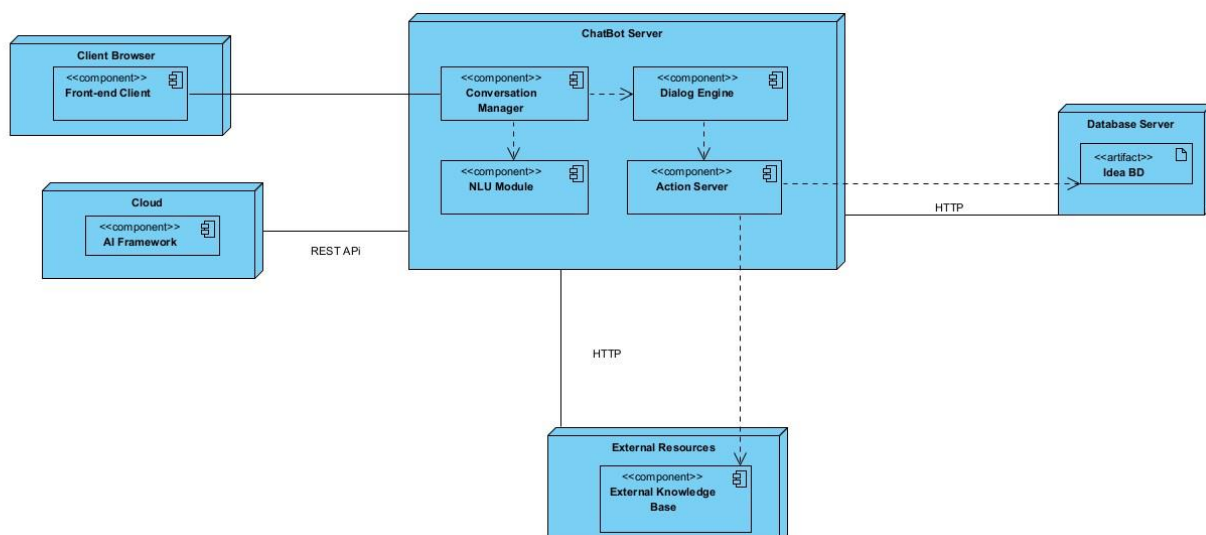 ChatBot Server
Client Browser
<<component>>
Front-end Client
<<component>>
Conversation
Manager
<<component>>
Dialog Engine
Database Server
<<artifact>>
Idea BD
<<component>>
NLU Module
<<component>>
Action Server
Cloud
<<component>>
AI Framework
REST APi
HTTP
HTTP
External Resources
<<component>>
External Knowledge
Base